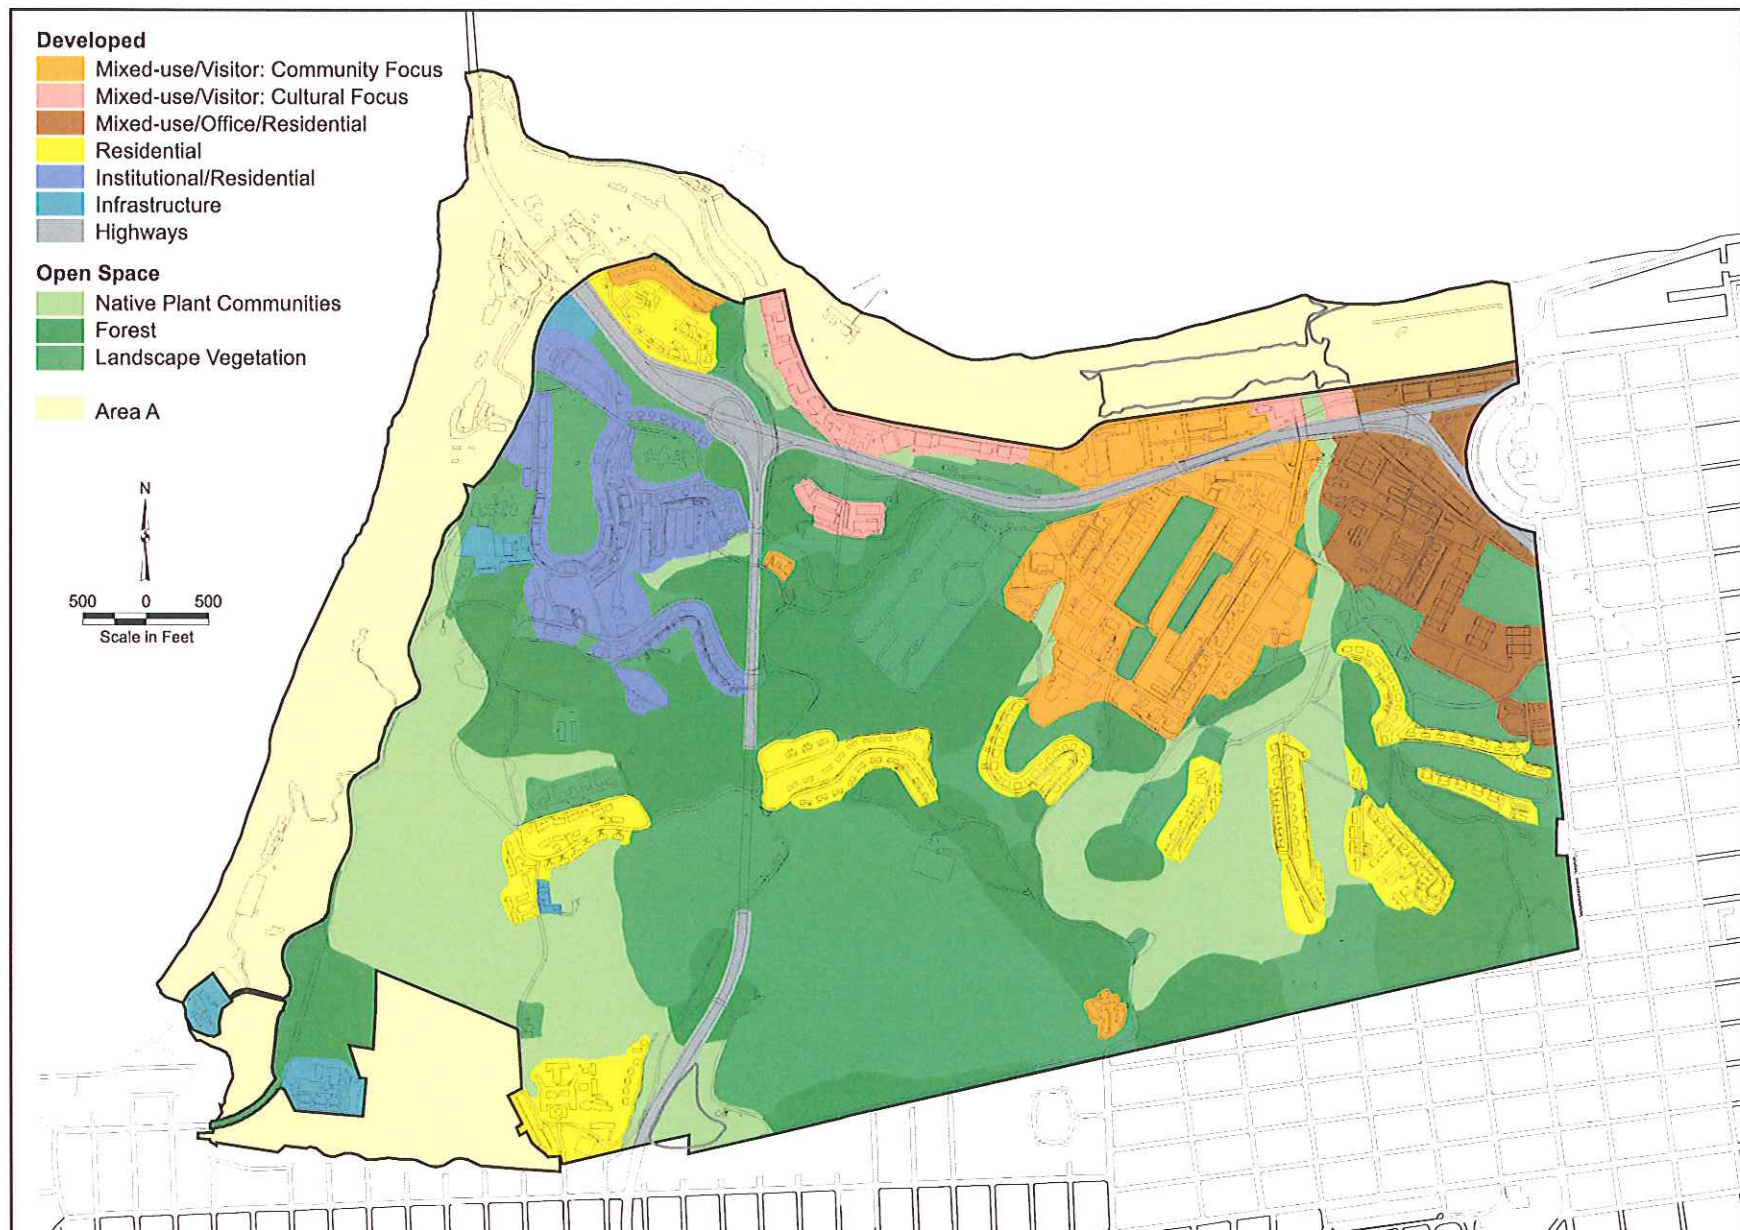 Developed
Mixed-use/Visitor: Community Focus
Mixed-use/Visitor: Cultural Focus
Mixed-use/Office/Residential
Residential
Institutional/Residential
Infrastructure
Highways
Open Space
Native Plant Communities
Forest
Landscape Vegetation
Area A
N
500 0 500
Scale in Feet